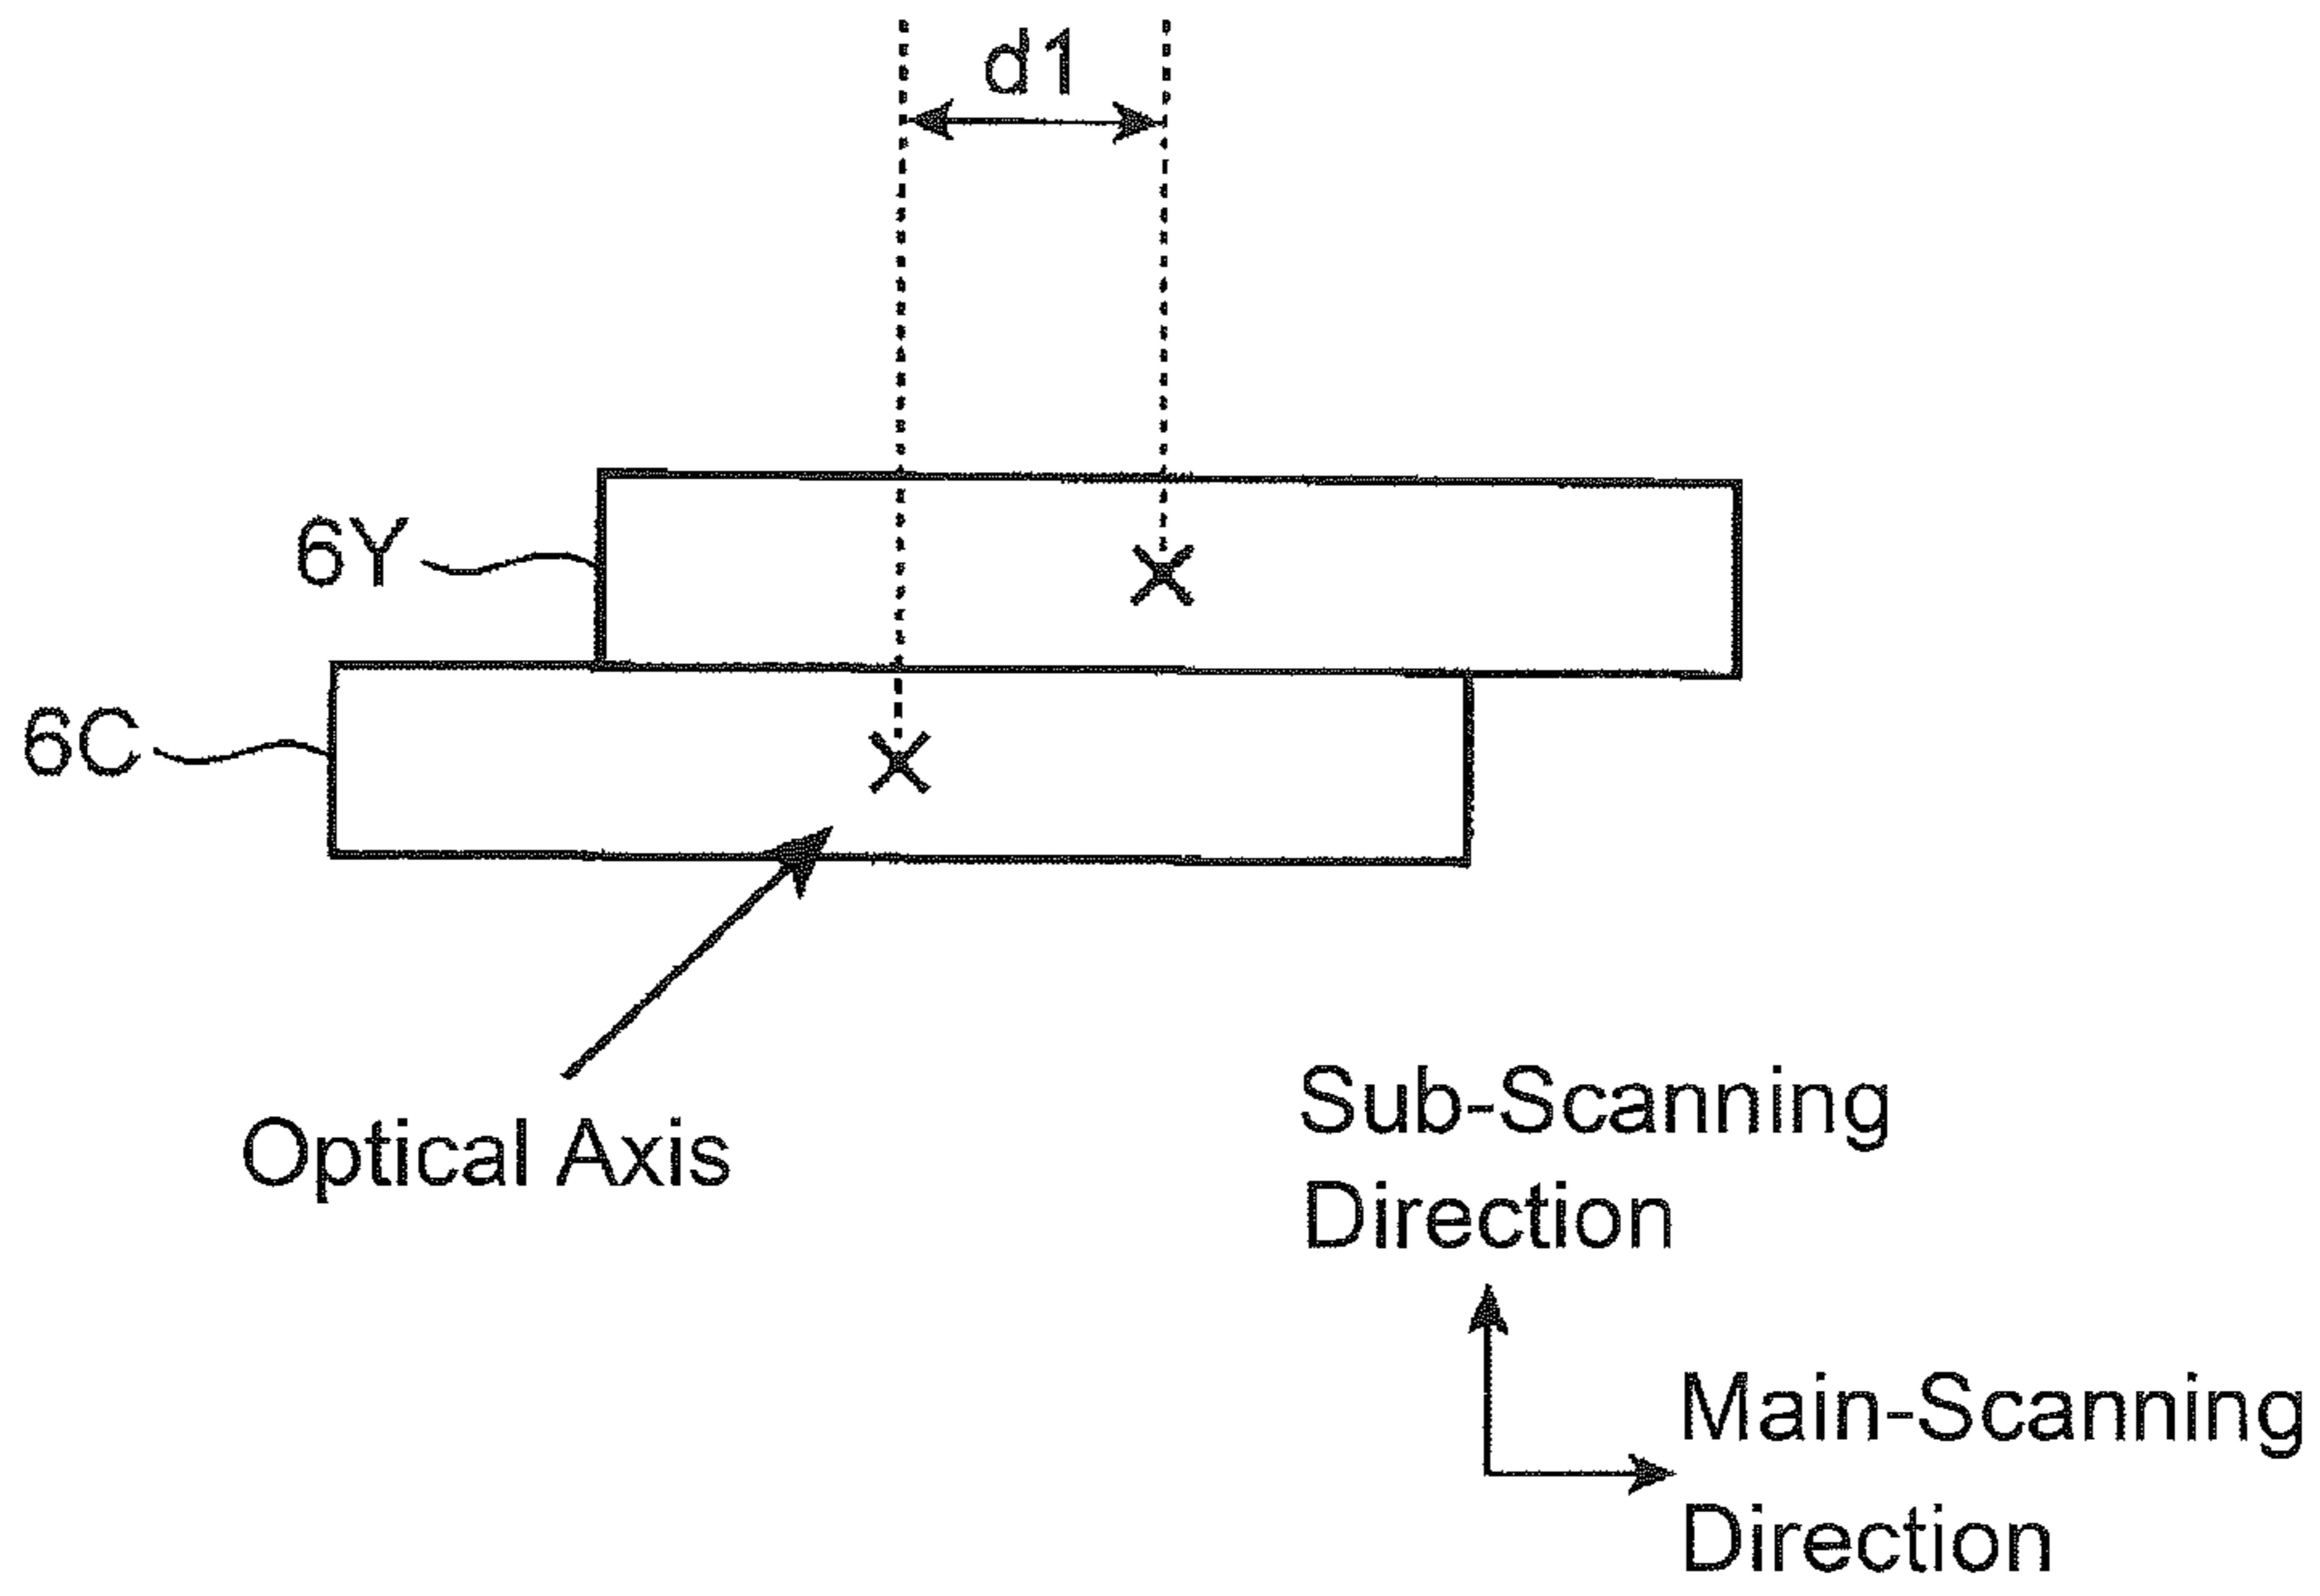 d1
6Y
6C
Optical Axis
Sub-Scanning
Direction
Main-Scanning
Direction